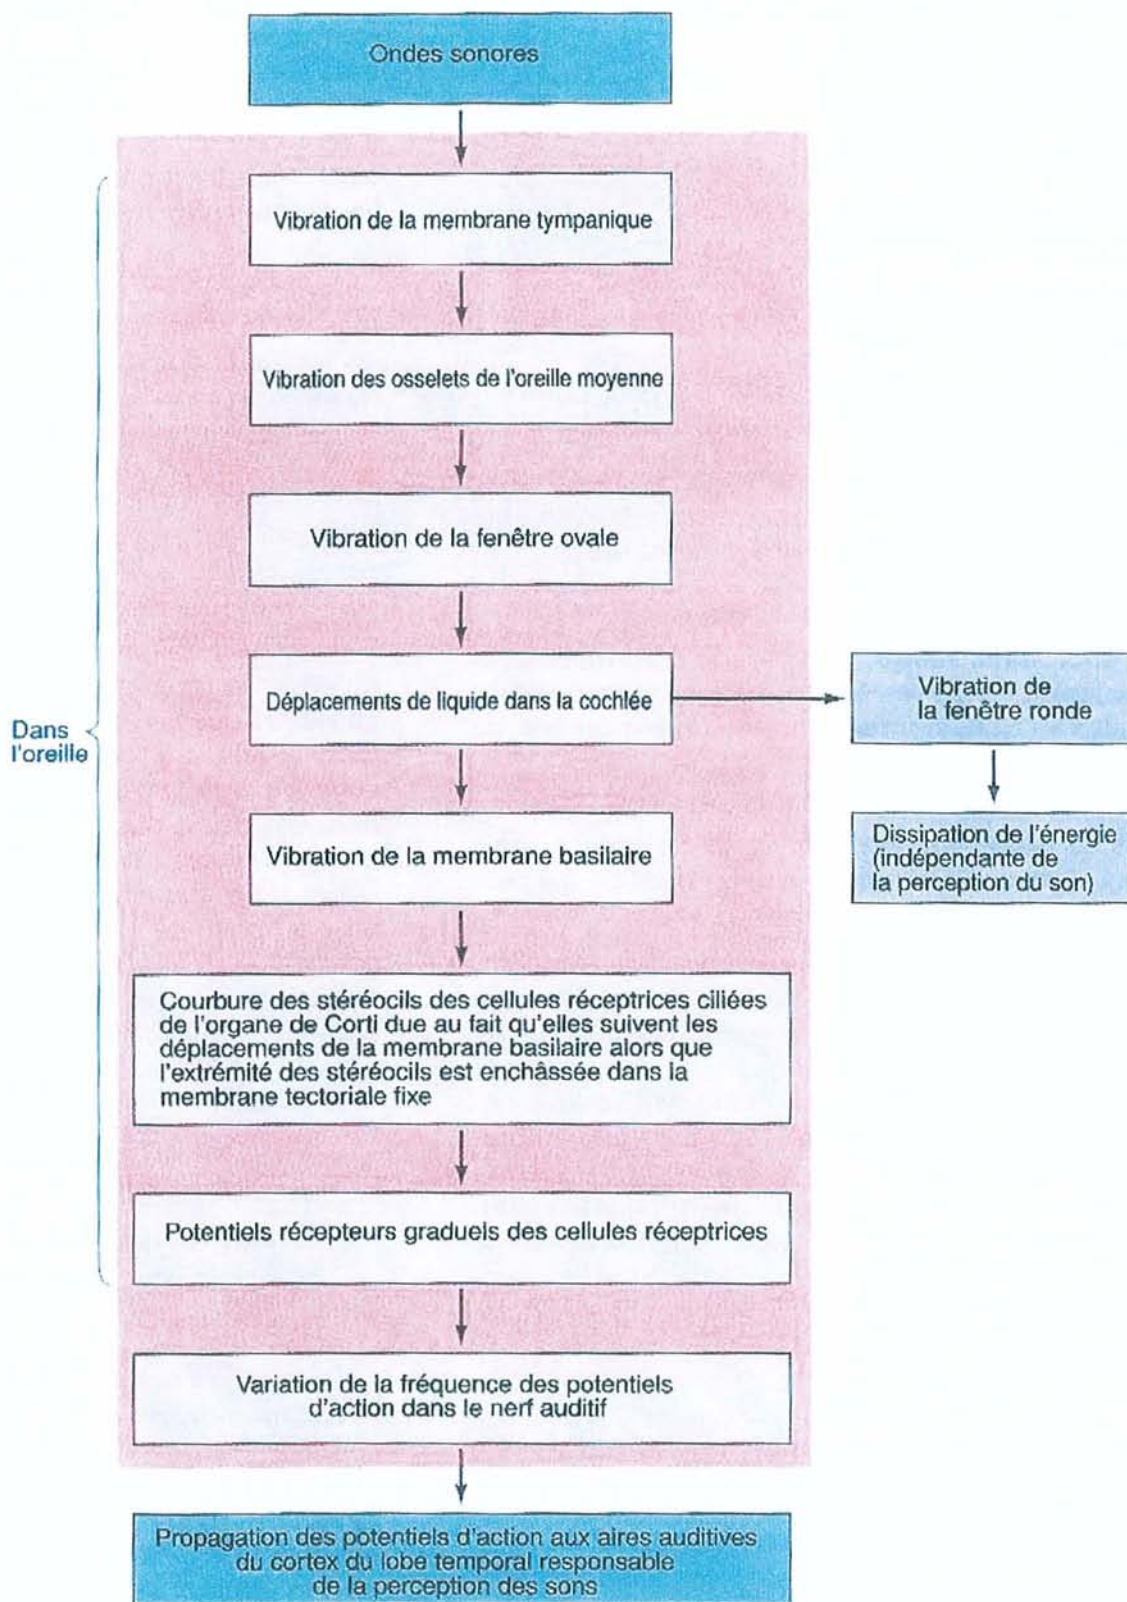 Ondes sonores
Vibration de la membrane tympanique
Vibration des osselets de l'oreille moyenne
Vibration de la fenêtre ovale
Déplacements de liquide dans la cochlée
Vibration de
la fenêtre ronde
Dans
l'oreille
Dissipation de l'énergie
(indépendante de
la perception du son)
Vibration de la membrane basilaire
Courbure des stéréocils des cellules réceptrices ciliées
de l'organe de Corti due au fait qu'elles suivent les
déplacements de la membrane basilaire alors que
l'extrémité des stéréocils est enchâssée dans la
membrane tectoriale fixe
Potentiels récepteurs graduels des cellules réceptrices
Variation de la fréquence des potentiels
d'action dans le nerf auditif
Propagation des potentiels d'action aux aires auditives
du cortex du lobe temporal responsable
de la perception des sons